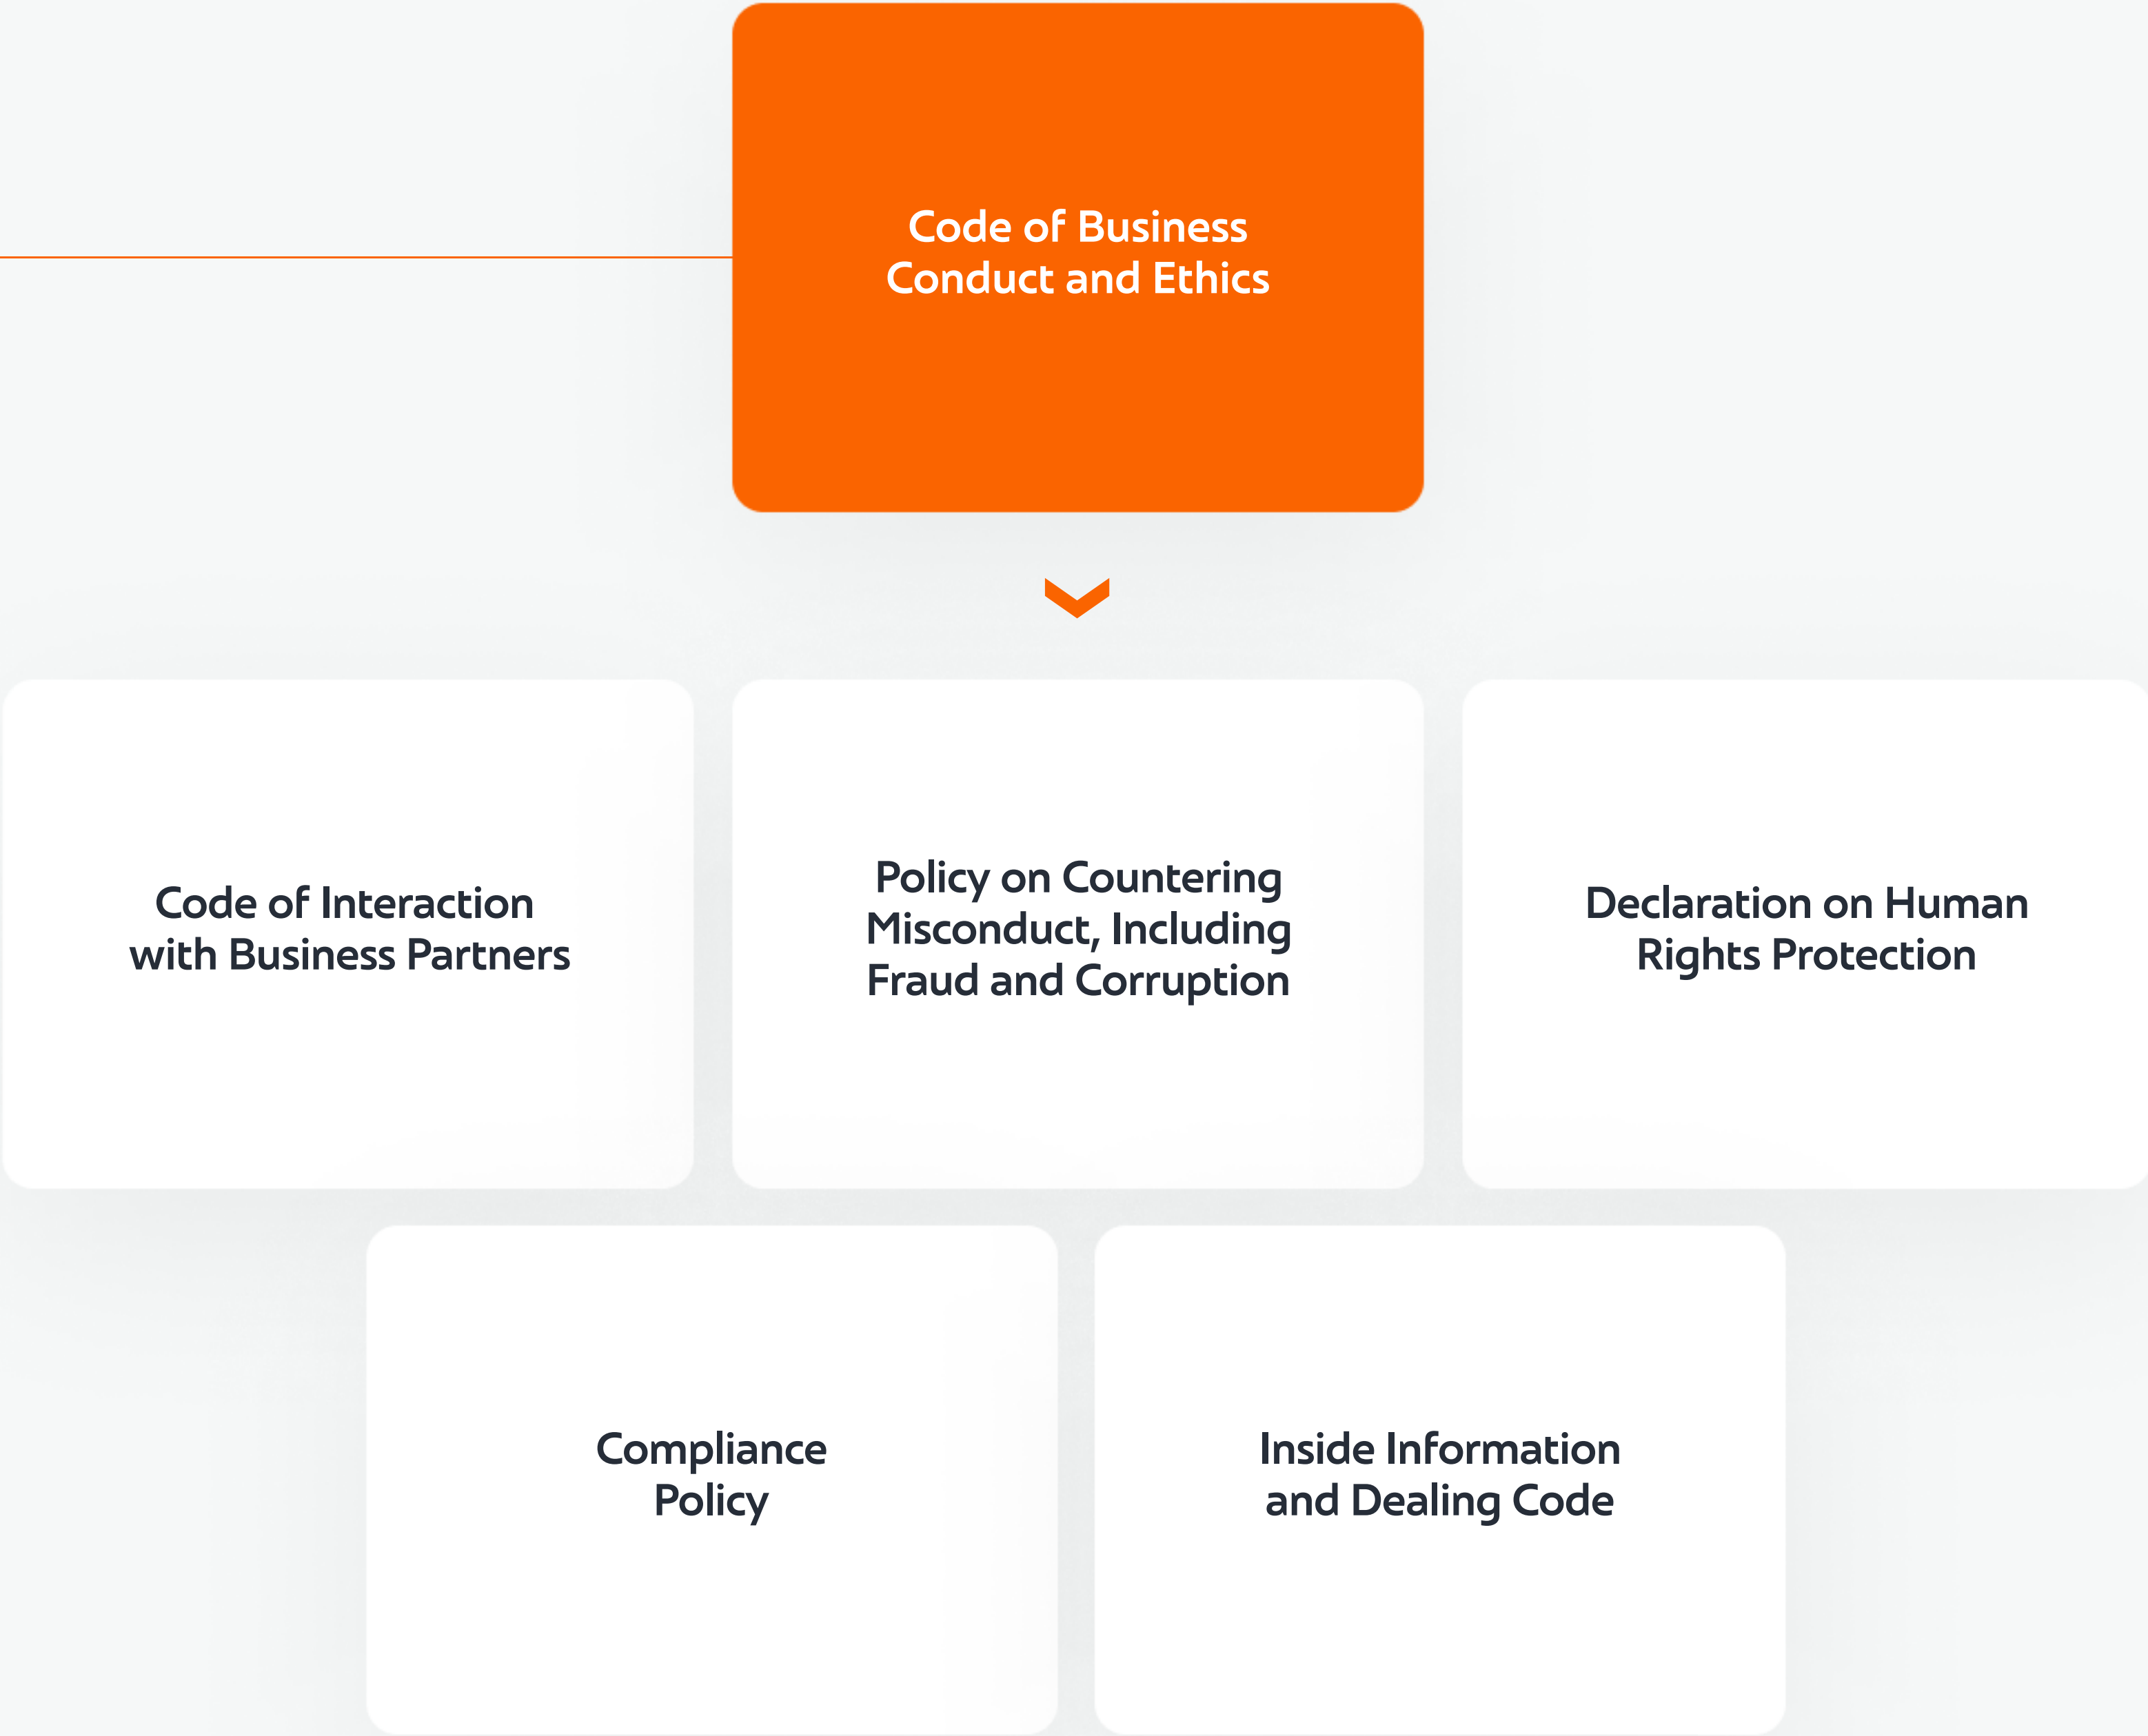 Code of Business
Conduct and Ethics
Code of Interaction
with Business Partners
Policy on Countering
Misconduct, Including
Fraud and Corruption
Declaration on Human
Rights Protection
Compliance
Policy
Inside Information
and Dealing Code